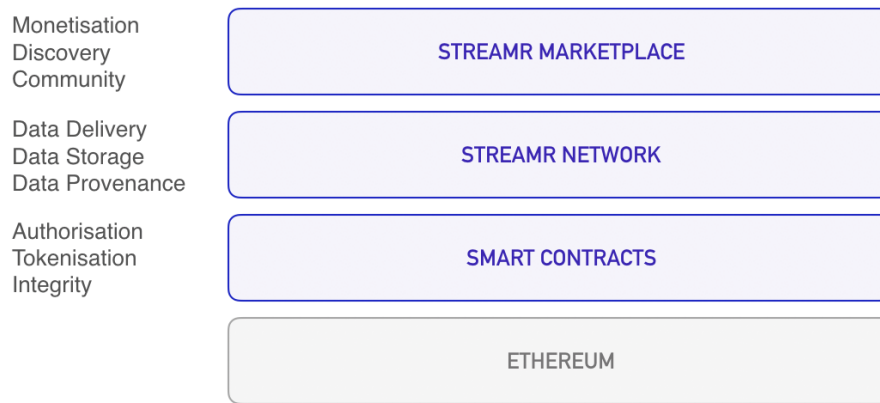 Monetisation
Discovery
Community
STREAMR MARKETPLACE
Data Delivery
Data Storage
Data Provenance
STREAMR NETWORK
Authorisation
Tokenisation
Integrity
SMART CONTRACTS
ETHEREUM